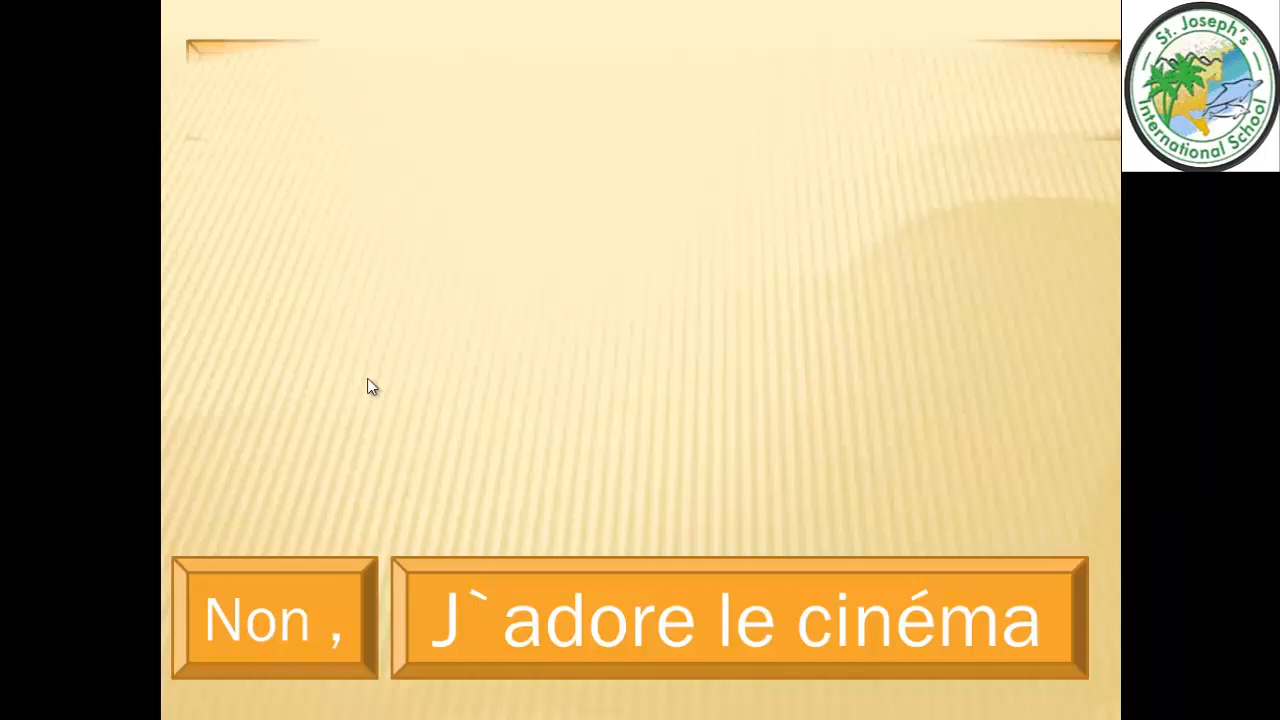 St. Joseph's
International School
Non ,
J`adore le cinéma